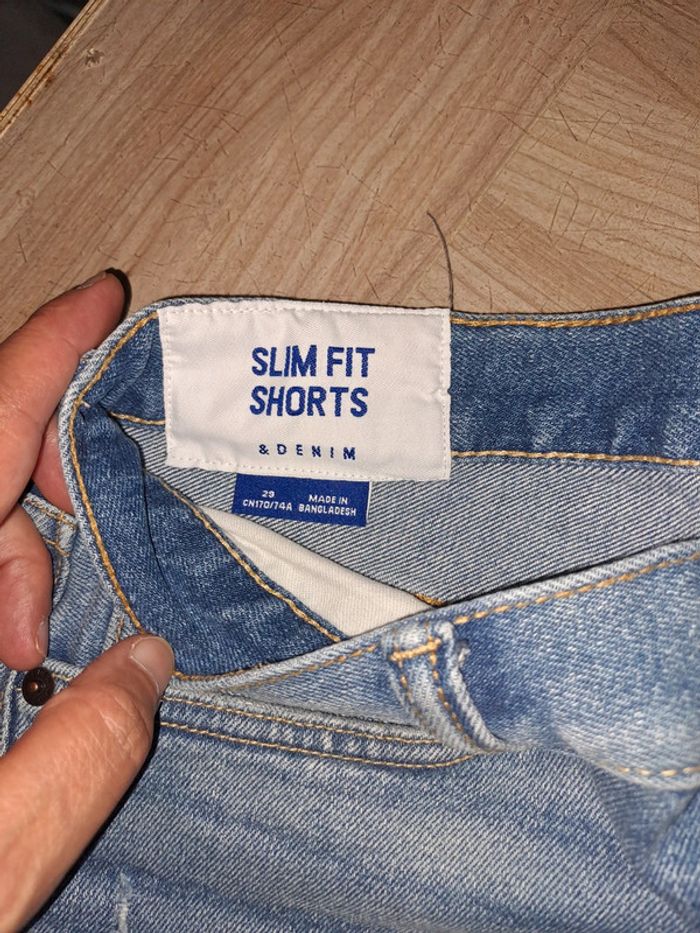 SLIM FIT
SHORTS
& DENIM
29 MADE IN
CN170/74A BANGLADESH